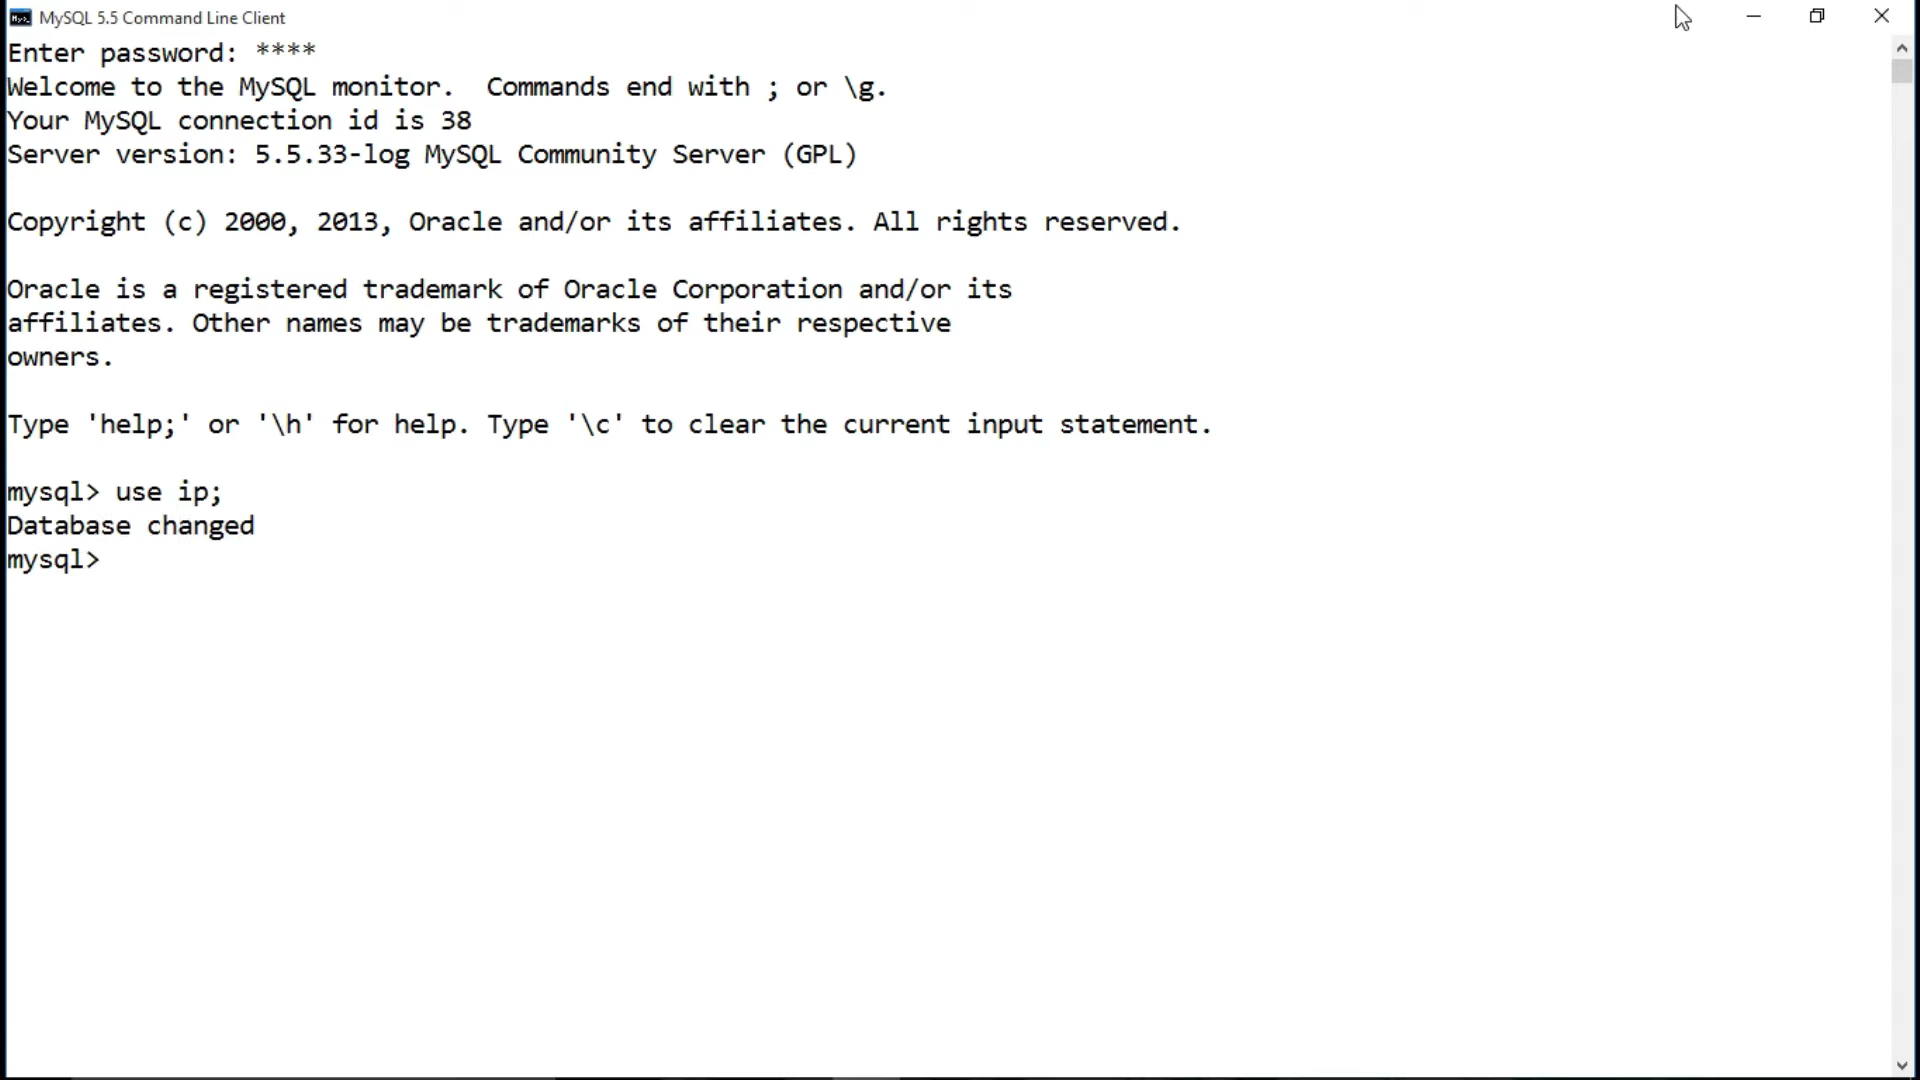 MySQL 5.5 Command Line Client
Enter password: ****
Welcome to the MySQL monitor.  Commands end with ; or \g.
Your MySQL connection id is 38
Server version: 5.5.33-log MySQL Community Server (GPL)
Copyright (c) 2000, 2013, Oracle and/or its affiliates. All rights reserved.
Oracle is a registered trademark of Oracle Corporation and/or its
affiliates. Other names may be trademarks of their respective
owners.
Type 'help;' or '\h' for help. Type '\c' to clear the current input statement.
mysql> use ip;
Database changed
mysql>